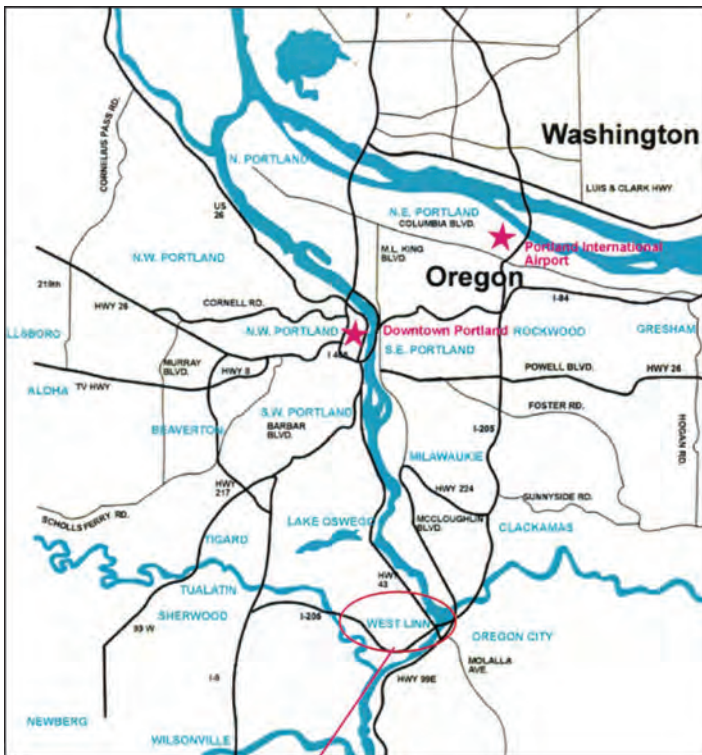 Washington
CORNELIUS PASS RD.
N. PORTLAND
LUIS & CLARK HWY
US
26
N.E. PORTLAND
COLUMBIA BLVD.
M.L. KING
BLVD.
Portland International
Airport
N.W. PORTLAND
Oregon
219th
HWY 26
CORNELL RD.
I-84
LLSBORO
N.W. PORTLAND
Downtown Portland
ROCKWOOD
GRESHAM
S.E. PORTLAND
MURRAY
BLVD.
HWY 8
POWELL BLVD.
HWY 26
ALOHA
TV HWY
S.W. PORTLAND
FOSTER RD.
BEAVERTON
BARBAR
BLVD.
I-205
HOGAN RD.
MILAWAUKIE
HWY
217
HWY 224
SUNNYSIDE RD.
SCHOLLS FERRY RD.
LAKE OSWEGO
MCCLOUGHLIN
BLVD.
CLACKAMAS
TIGARD
HWY
43
TUALATIN
SHERWOOD
I-205
WEST LINN
OREGON CITY
99 W
MOLALLA
AVE.
I-5
HWY 99E
NEWBERG
WILSONVILLE